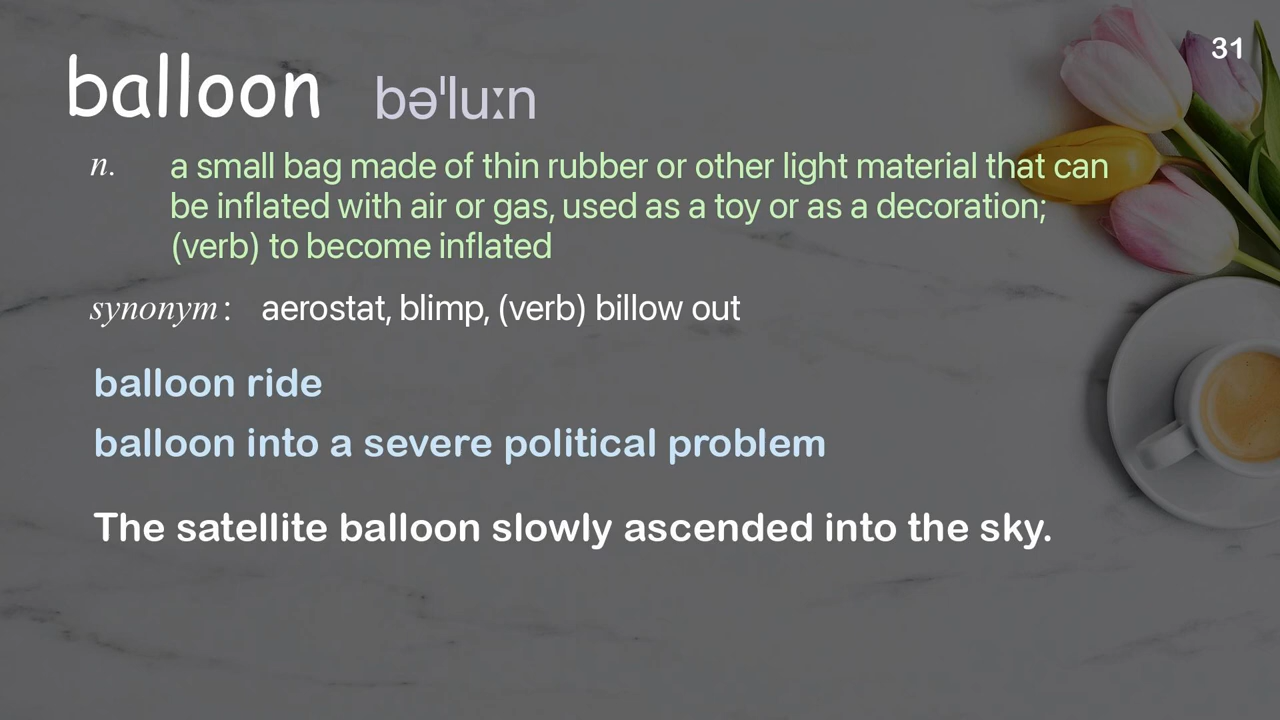 31
balloon bəˈluːn
n. a small bag made of thin rubber or other light material that can
be inflated with air or gas, used as a toy or as a decoration;
(verb) to become inflated
synonym: aerostat, blimp, (verb) billow out
balloon ride
balloon into a severe political problem
The satellite balloon slowly ascended into the sky.